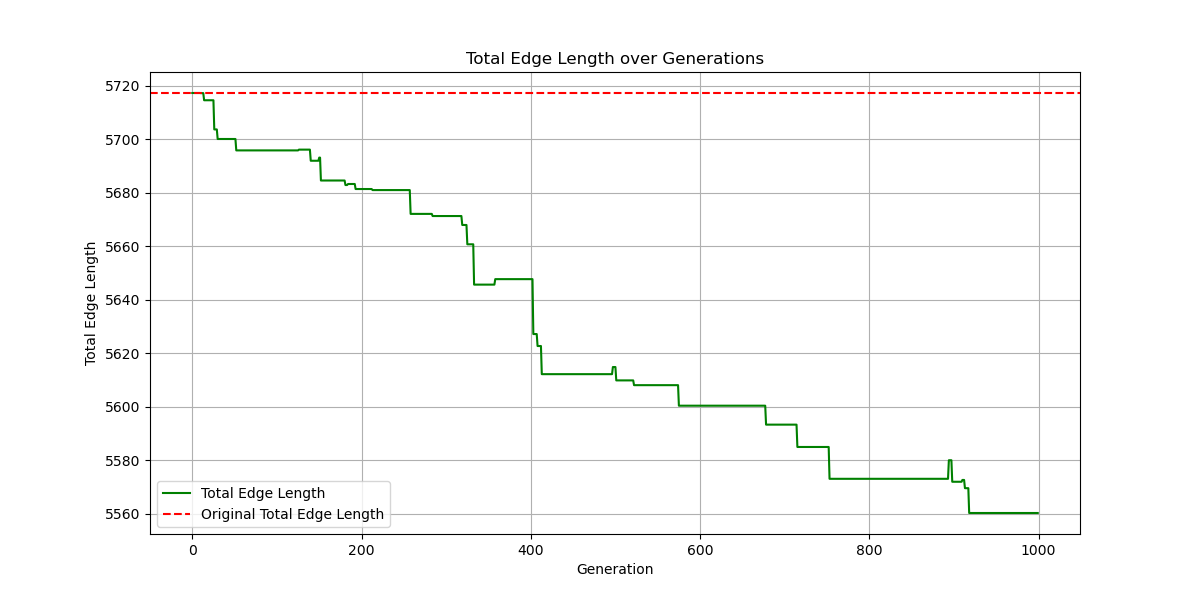 Total Edge Length over Generations
Total Edge Length
5720
5700
5680
5660
5640
5620
5600
5580
5560
Total Edge Length
Original Total Edge Length
0 200 400 600 800 1000
Generation